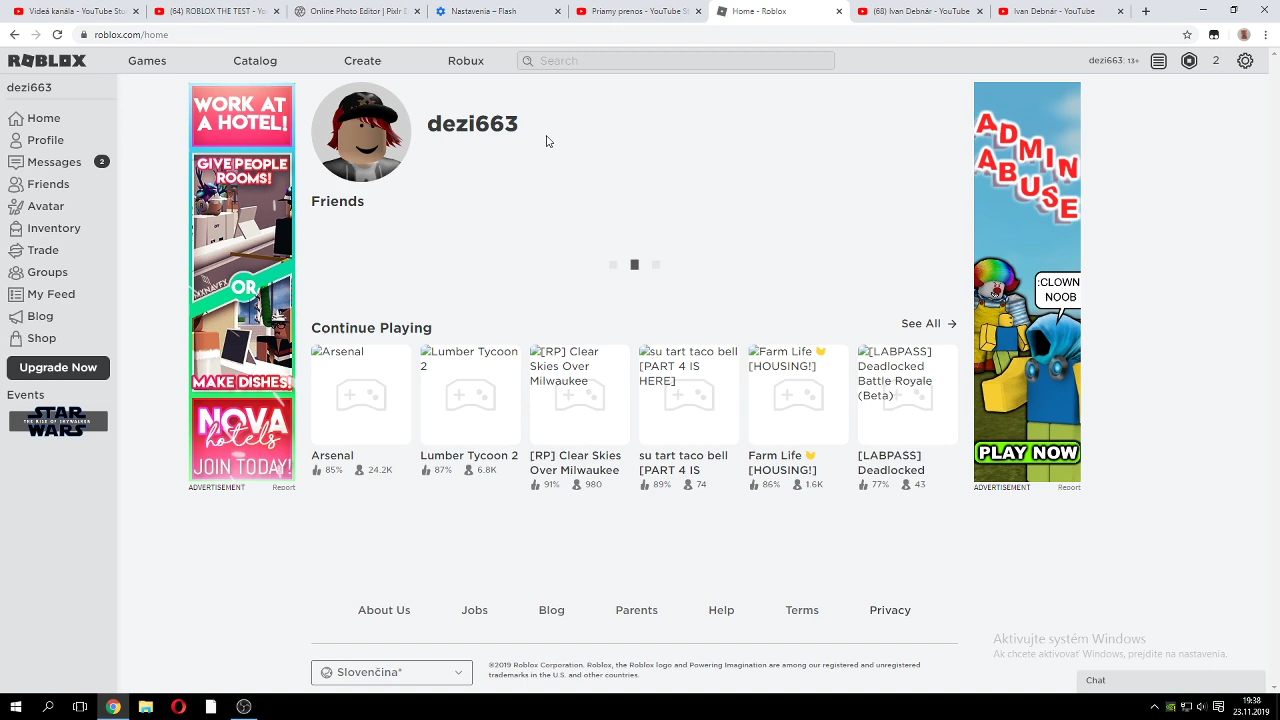 Videá kanála - YouTube Stu
(64) ROBLOX THE TEST - Yo
Online Photo Editor | Pixlr E
Nastavenia – Flash
Priamy prenos - YouTube S
Home - Roblox
(68) Ivan Debnár - YouTube
Ivan Debnár - YouTube
roblox.com/home
ROBLOX
Games
Catalog
Create
Robux
Search
dezi663: 13+
2
dezi663
Home
Profile
Messages 2
Friends
Avatar
Inventory
Trade
Groups
My Feed
Blog
Shop
Upgrade Now
Events
STAR
THE RISE OF SKYWALKER
WARS
WORK AT
A HOTEL!
GIVE PEOPLE
ROOMS!
OR
MAKE DISHES!
NOVA
hotels
JOIN TODAY!
ADVERTISEMENT Report
dezi663
Friends
Continue Playing
See All
Arsenal
Arsenal
85% 24.2K
Lumber Tycoon
2
Lumber Tycoon 2
87% 6.8K
[RP] Clear
Skies Over
Milwaukee
[RP] Clear Skies
Over Milwaukee
91% 980
su tart taco bell
[PART 4 IS
HERE]
su tart taco bell
[PART 4 IS
89% 74
Farm Life
[HOUSING!]
Farm Life
[HOUSING!]
86% 1.6K
[LABPASS]
Deadlocked
Battle Royale
(Beta)
[LABPASS]
Deadlocked
77% 43
ADMIN
ABUSE
:CLOWN
NOOB
PLAY NOW
ADVERTISEMENT Report
About Us
Jobs
Blog
Parents
Help
Terms
Privacy
Slovenčina*
©2019 Roblox Corporation. Roblox, the Roblox logo and Powering Imagination are among our registered and unregistered
trademarks in the U.S. and other countries.
Aktivujte systém Windows
Ak chcete aktivovať Windows, prejdite na nastavenia.
Chat
19:38
23.11.2019